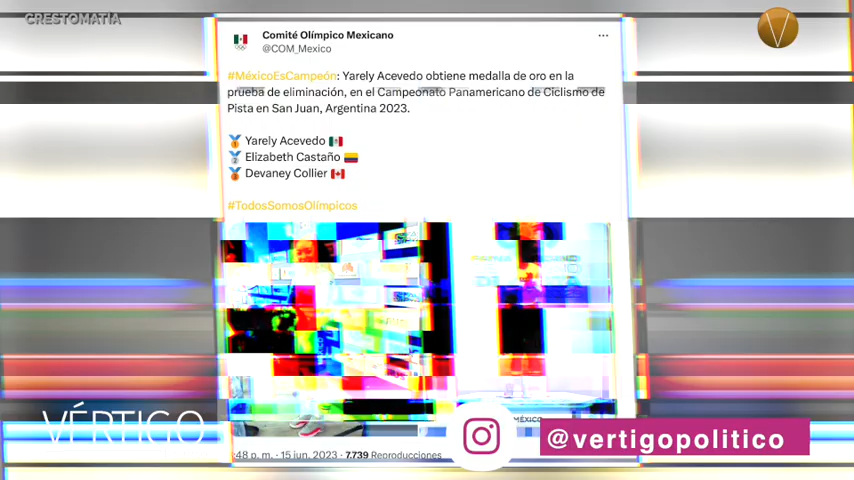 CRESTOMATIA
V
Comité Olímpico Mexicano
@COM_Mexico
#MéxicoEsCampeón: Yarely Acevedo obtiene medalla de oro en la
prueba de eliminación, en el Campeonato Panamericano de Ciclismo de
Pista en San Juan, Argentina 2023.
Yarely Acevedo
Elizabeth Castaño
Devaney Collier
#TodosSomosOlímpicos
MÉXICO
VÉRTIGO
@vertigopolitico
:48 p. m. · 15 jun. 2023 · 7.739 Reproducciones